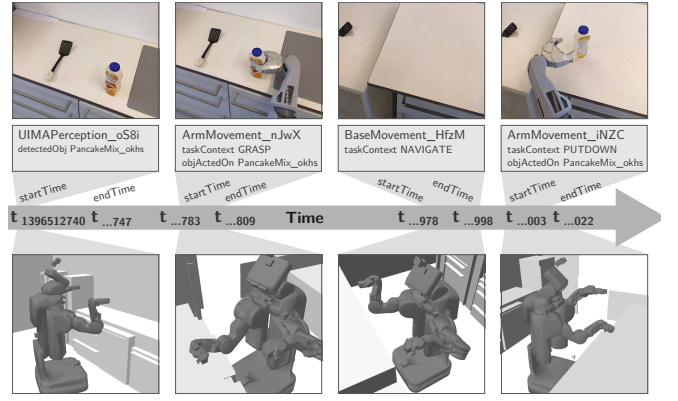 UIMAPerception_oS8i
detectedObj PancakeMix_okhs
ArmMovement_nJwX
taskContext GRASP
objActedOn PancakeMix_okhs
BaseMovement_HfzM
taskContext NAVIGATE
ArmMovement_iNZC
taskContext PUTDOWN
objActedOn PancakeMix_okhs
startTime endTime startTime endTime startTime endTime startTime endTime
t 1396512740 t ...747 t ...783 t ...809 Time t ...978 t ...998 t ...003 t ...022